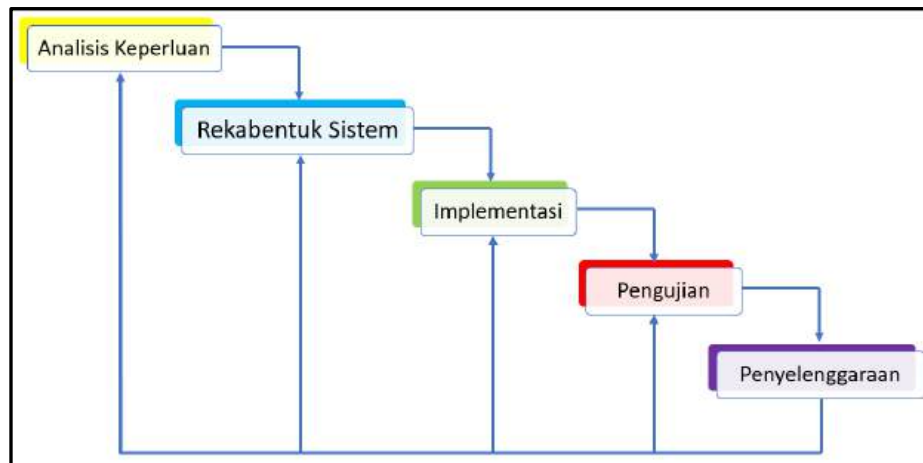 Analisis Keperluan
Rekabentuk Sistem
Implementasi
Pengujian
Penyelenggaraan